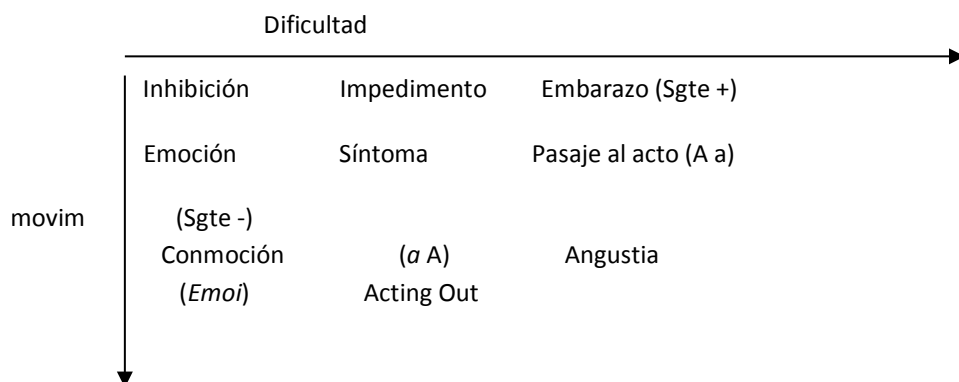 Dificultad
Inhibición Impedimento Embarazo (Sgte +)
Emoción Síntoma Pasaje al acto (A a)
movim (Sgte -)
Conmoción (a A) Angustia
(Emoi) Acting Out